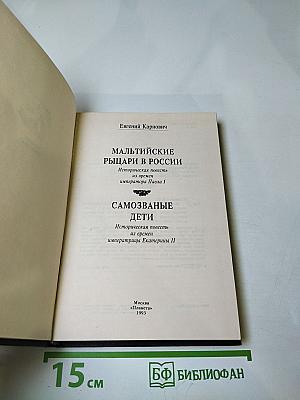 Евгений Карнович
МАЛЬТИЙСКИЕ
РЫЦАРИ В РОССИИ
Историческая повесть
из времен
императора Павла I
САМОЗВАНЫЕ
ДЕТИ
Историческая повесть
из времен
императрицы Екатерины II
Москва
«Планета»
1993
15 см
БФ БИБЛИОФАН